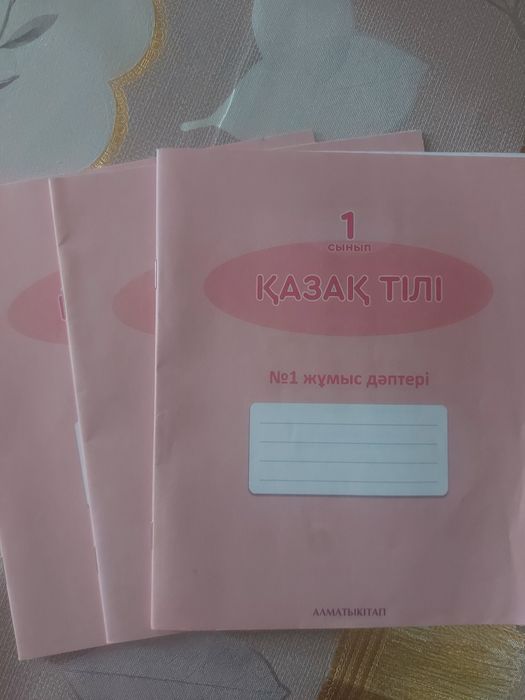 1
сынып
ҚАЗАҚ ТІЛІ
№1 жұмыс дәптері
АЛМАТЫКІТАП